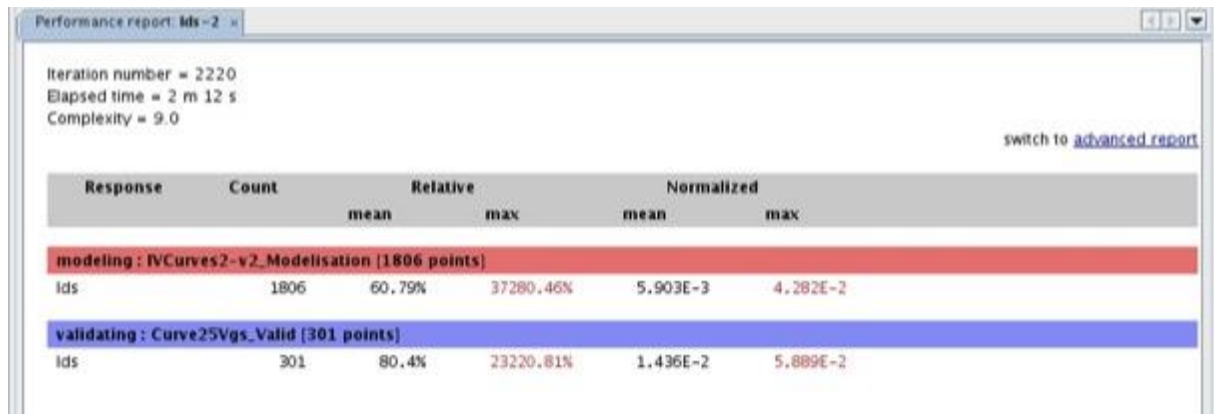 Performance report: Ids-2
Iteration number = 2220
Elapsed time = 2 m 12 s
Complexity = 9.0
switch to advanced report
Response Count Relative Normalized
mean max mean max
modeling : IVCurves2-v2_Modelisation [1806 points]
Ids 1806 60.79% 37280.46% 5.903E-3 4.282E-2
validating : Curve25Vgs_Valid [301 points]
Ids 301 80.4% 23220.81% 1.436E-2 5.889E-2